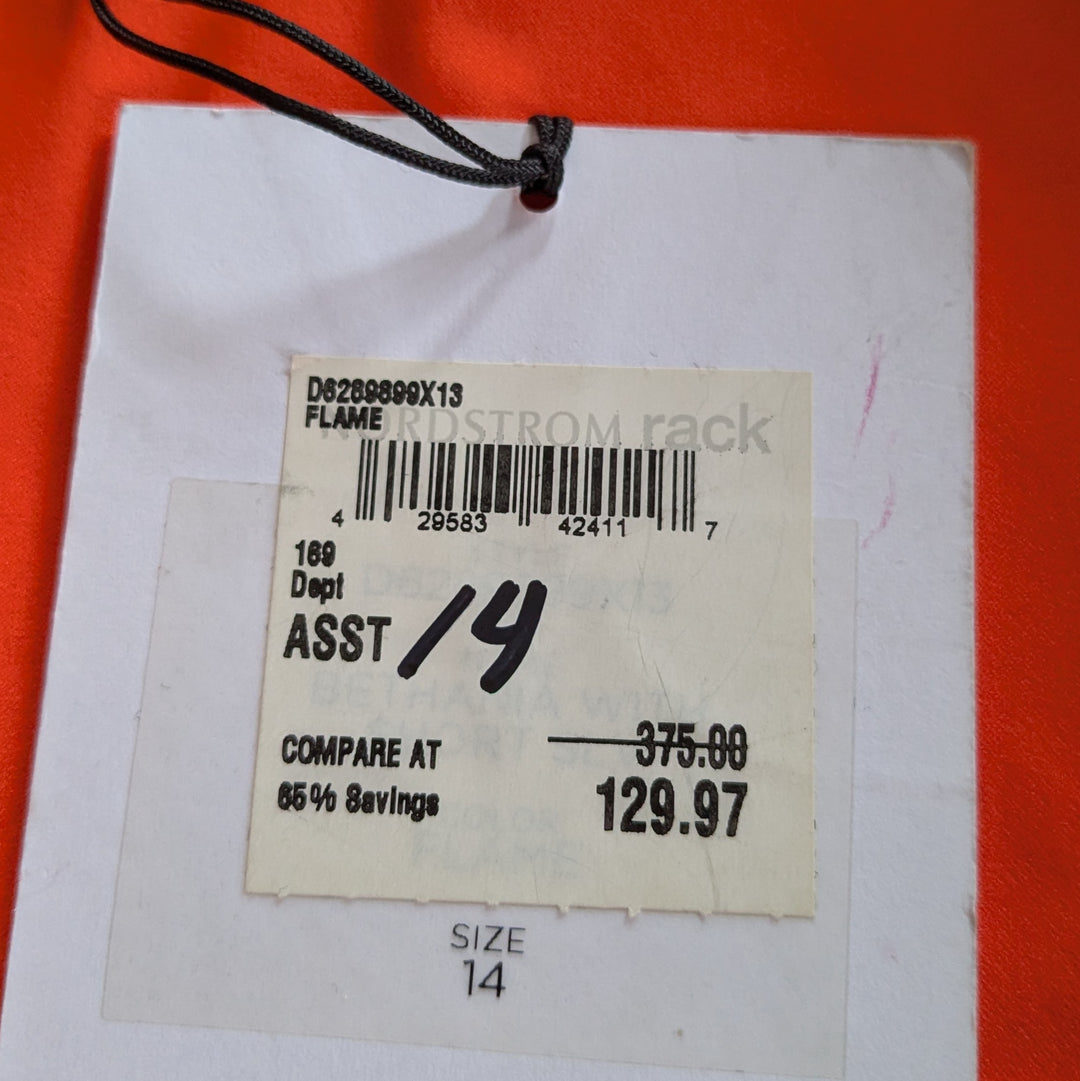 D6289899X13
FLAME
NORDSTROM rack
4 29583 42411 7
169
Dept
ASST 14
COMPARE AT 375.00
65% Savings 129.97
SIZE
14